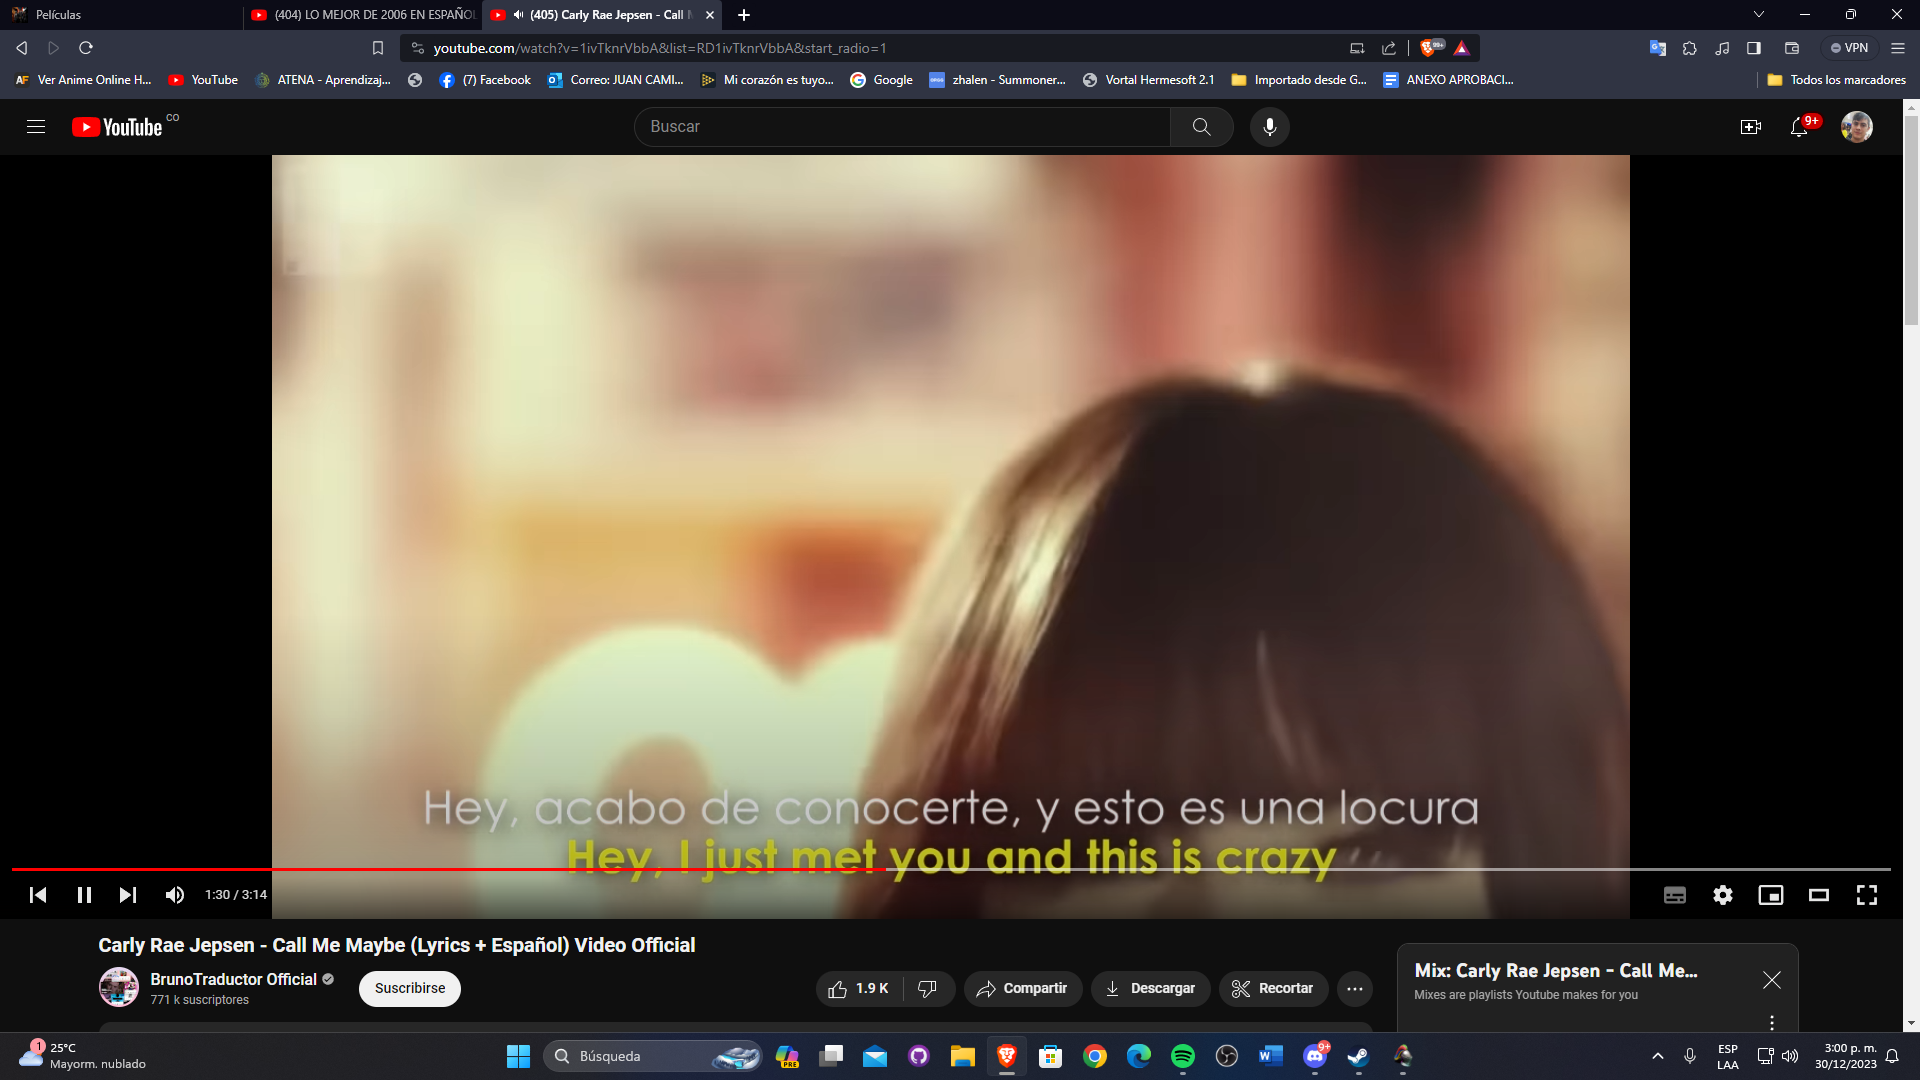 Películas
(404) LO MEJOR DE 2006 EN ESPAÑOL
(405) Carly Rae Jepsen - Call
youtube.com/watch?v=1ivTknrVbbA&list=RD1ivTknrVbbA&start_radio=1
99+
VPN
AF Ver Anime Online H...
YouTube
ATENA - Aprendizaj...
(7) Facebook
Correo: JUAN CAMI...
Mi corazón es tuyo...
Google
zhalen - Summoner...
Vortal Hermesoft 2.1
Importado desde G...
ANEXO APROBACI...
Todos los marcadores
YouTube CO
Buscar
9+
Hey, acabo de conocerte, y esto es una locura
Hey, I just met you and this is crazy
1:30 / 3:14
Carly Rae Jepsen - Call Me Maybe (Lyrics + Español) Video Official
BrunoTraductor Official
771 k suscriptores
Suscribirse
1.9 K
Compartir
Descargar
Recortar
Mix: Carly Rae Jepsen - Call Me...
Mixes are playlists Youtube makes for you
1
25°C
Mayorm. nublado
Búsqueda
PRE
9+
ESP
LAA
3:00 p. m.
30/12/2023